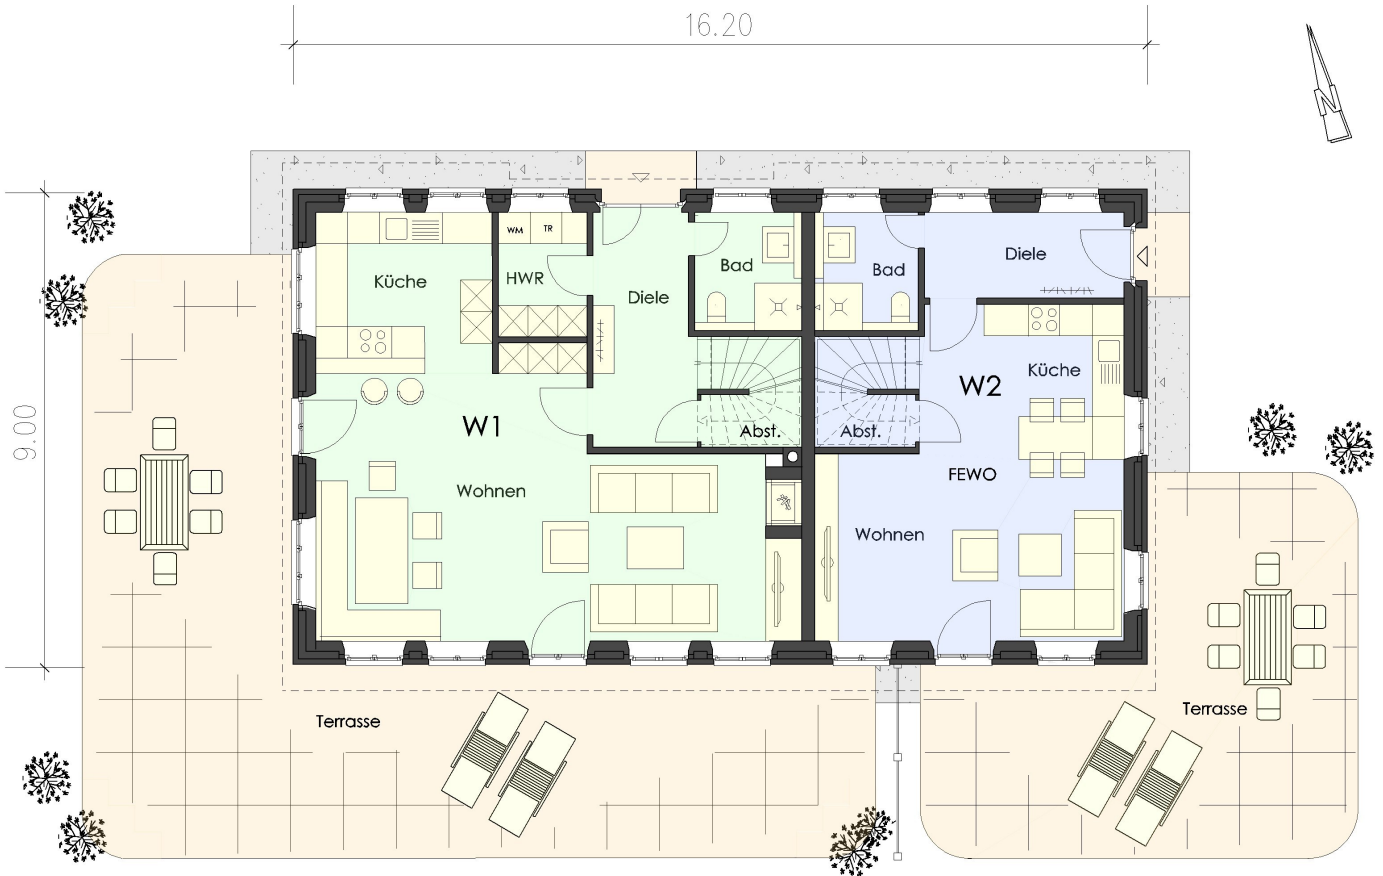 16.20
N
9.00
Küche
WM
TR
HWR
Diele
Bad
Bad
Diele
W1
Abst.
Abst.
W2
Küche
FEWO
Wohnen
Wohnen
Terrasse
Terrasse